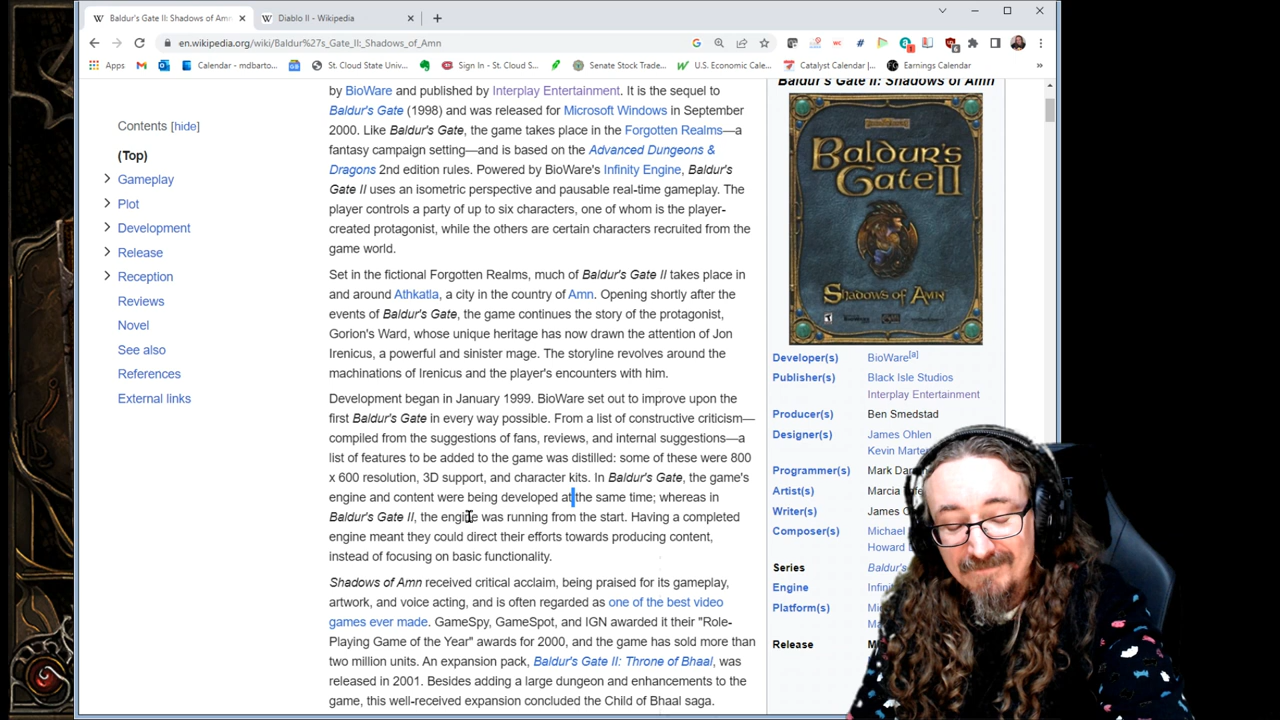 Baldur's Gate II: Shadows of Amn
Diablo II - Wikipedia
en.wikipedia.org/wiki/Baldur%27s_Gate_II:_Shadows_of_Amn
Apps
Calendar - mdbarto...
St. Cloud State Univ...
Sign In - St. Cloud S...
Senate Stock Trade...
U.S. Economic Cale...
Catalyst Calendar |...
Earnings Calendar
Contents [hide]
(Top)
Gameplay
Plot
Development
Release
Reception
Reviews
Novel
See also
References
External links
by BioWare and published by Interplay Entertainment. It is the sequel to
Baldur's Gate (1998) and was released for Microsoft Windows in September
2000. Like Baldur's Gate, the game takes place in the Forgotten Realms—a
fantasy campaign setting—and is based on the Advanced Dungeons &
Dragons 2nd edition rules. Powered by BioWare's Infinity Engine, Baldur's
Gate II uses an isometric perspective and pausable real-time gameplay. The
player controls a party of up to six characters, one of whom is the player-
created protagonist, while the others are certain characters recruited from the
game world.
Set in the fictional Forgotten Realms, much of Baldur's Gate II takes place in
and around Athkatla, a city in the country of Amn. Opening shortly after the
events of Baldur's Gate, the game continues the story of the protagonist,
Gorion's Ward, whose unique heritage has now drawn the attention of Jon
Irenicus, a powerful and sinister mage. The storyline revolves around the
machinations of Irenicus and the player's encounters with him.
Development began in January 1999. BioWare set out to improve upon the
first Baldur's Gate in every way possible. From a list of constructive criticism—
compiled from the suggestions of fans, reviews, and internal suggestions—a
list of features to be added to the game was distilled: some of these were 800
x 600 resolution, 3D support, and character kits. In Baldur's Gate, the game's
engine and content were being developed at the same time; whereas in
Baldur's Gate II, the engine was running from the start. Having a completed
engine meant they could direct their efforts towards producing content,
instead of focusing on basic functionality.
Shadows of Amn received critical acclaim, being praised for its gameplay,
artwork, and voice acting, and is often regarded as one of the best video
games ever made. GameSpy, GameSpot, and IGN awarded it their "Role-
Playing Game of the Year" awards for 2000, and the game has sold more than
two million units. An expansion pack, Baldur's Gate II: Throne of Bhaal, was
released in 2001. Besides adding a large dungeon and enhancements to the
game, this well-received expansion concluded the Child of Bhaal saga.
Baldur's Gate II: Shadows of Amn
Baldur's
Gate II
Shadows of Amn
Developer(s) BioWare[a]
Publisher(s) Black Isle Studios
Interplay Entertainment
Producer(s) Ben Smedstad
Designer(s) James Ohlen
Kevin
Programmer(s) Mark
Artist(s)
Writer(s) James
Composer(s) Michael
Howard
Series
Engine
Platform(s)
Release